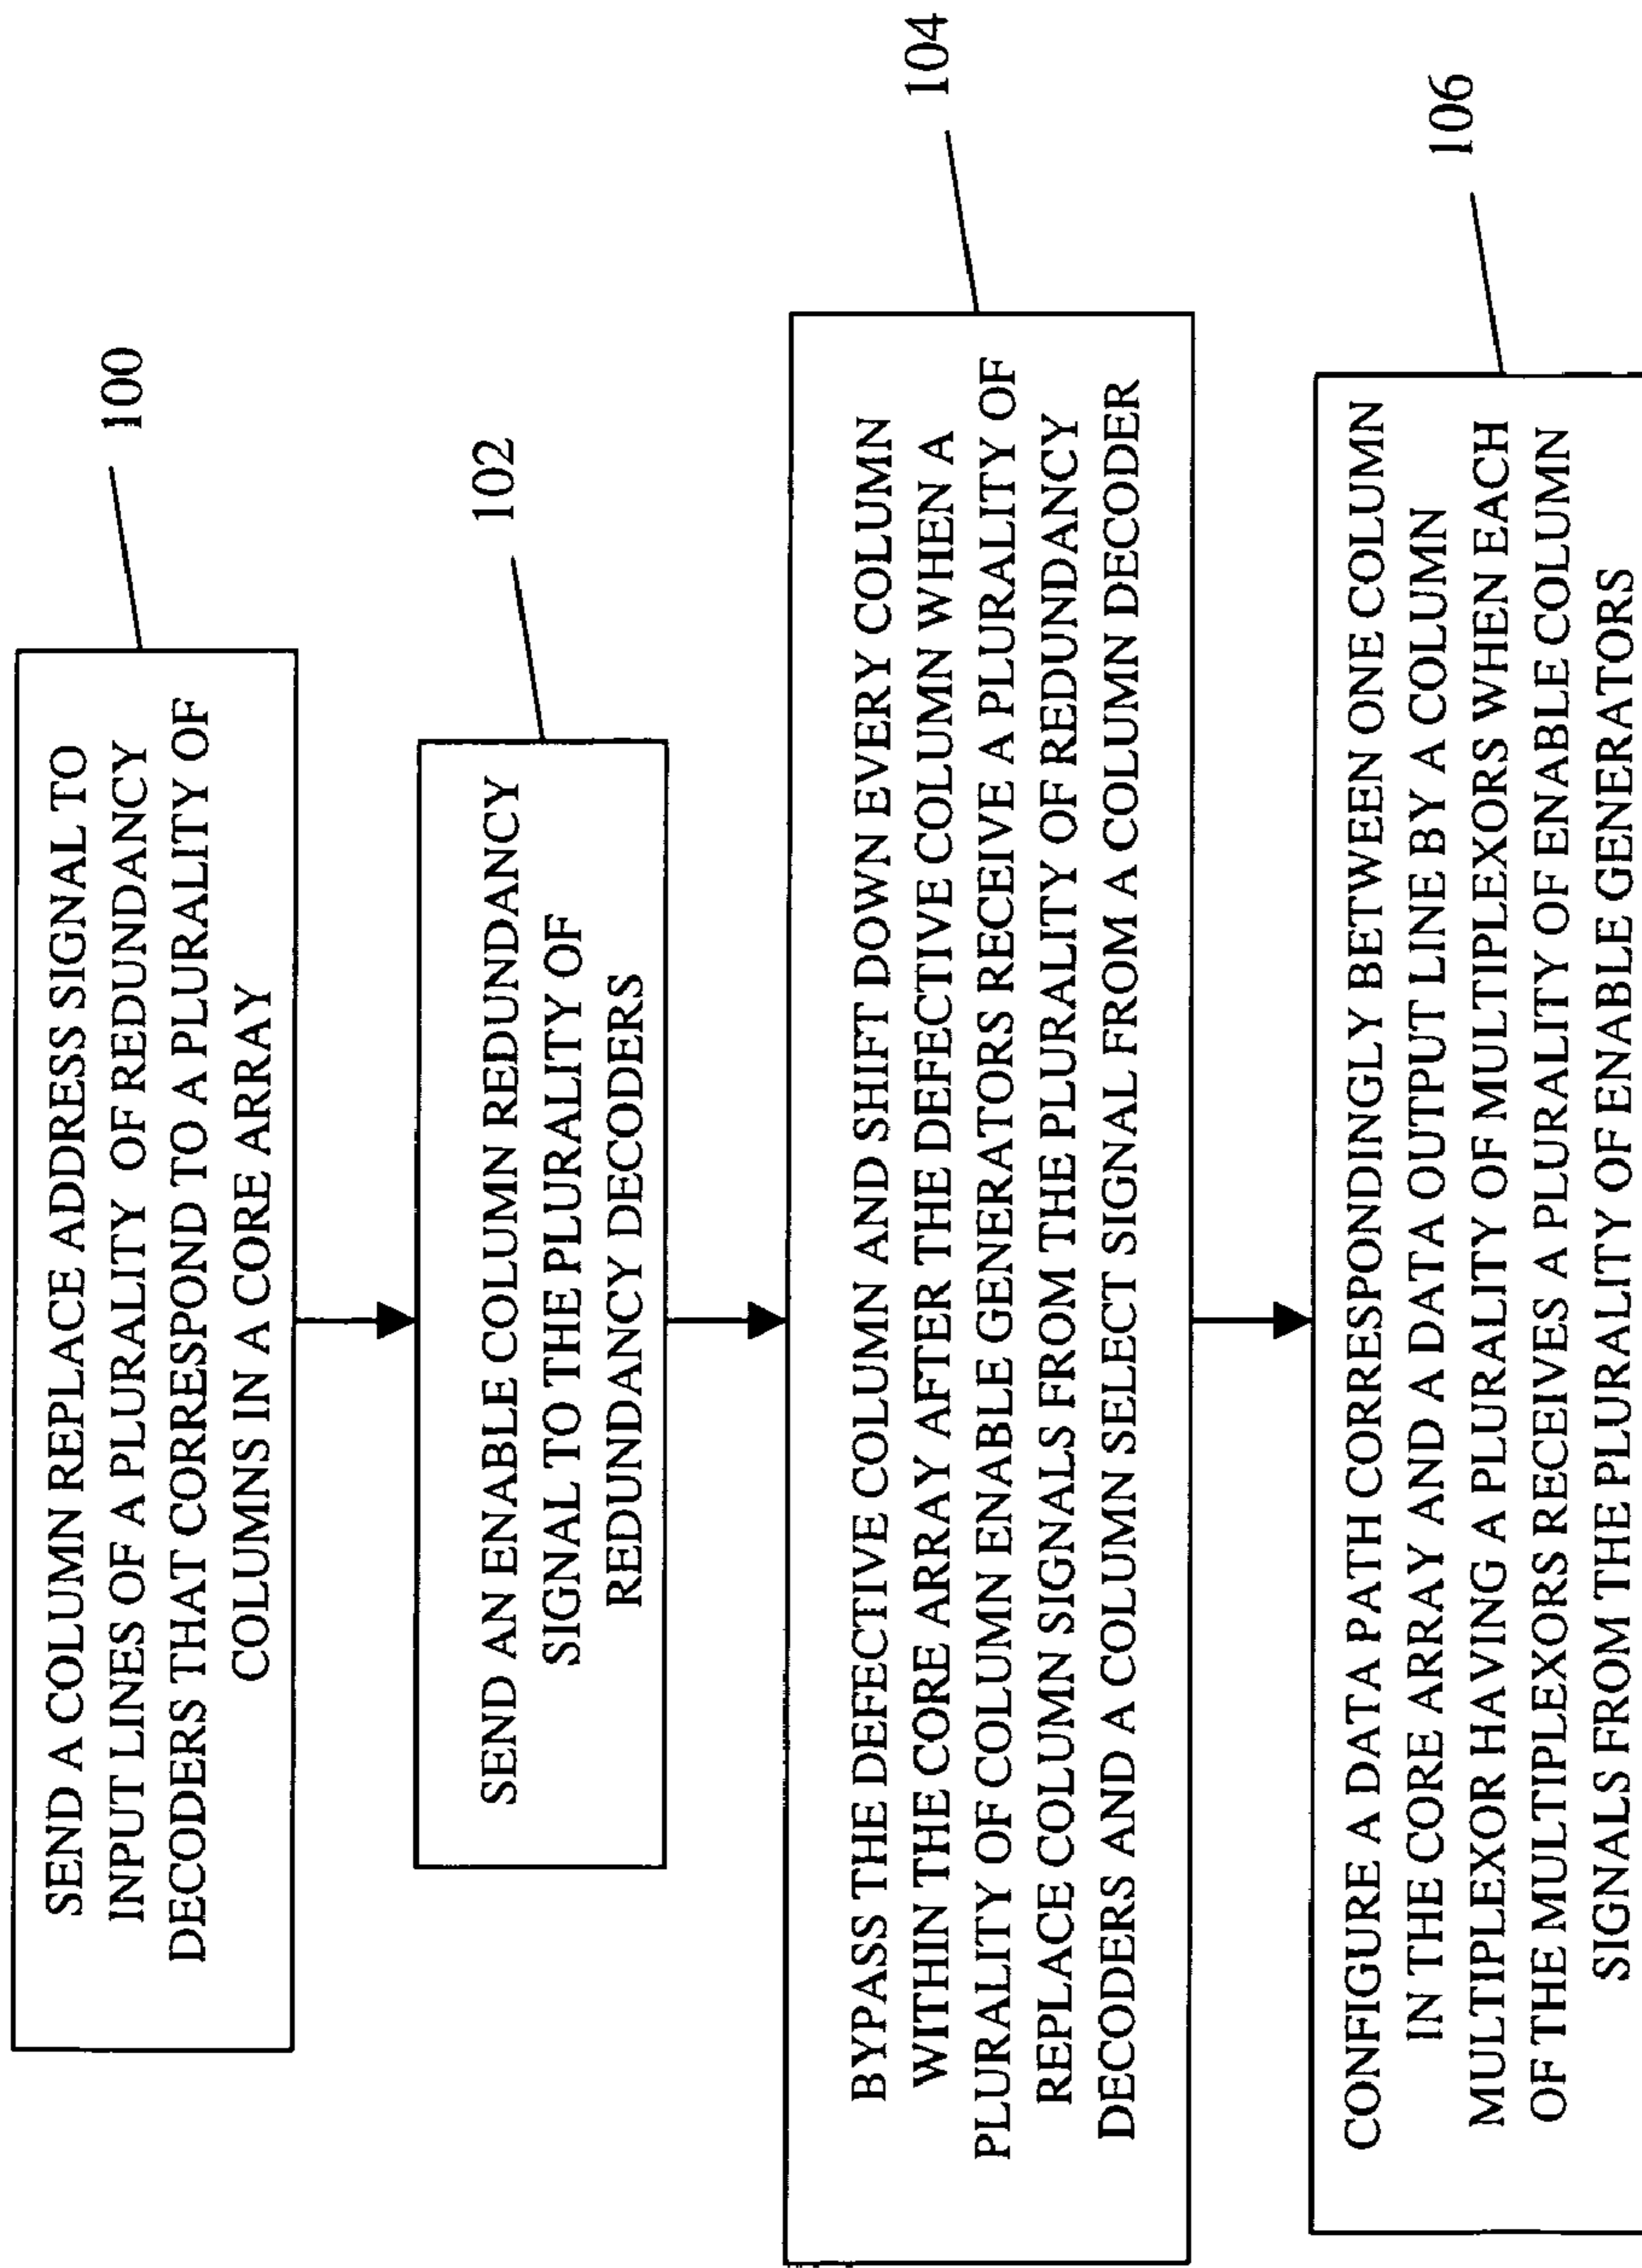 SEND A COLUMN REPLACE ADDRESS SIGNAL TO
INPUT LINES OF A PLURALITY OF REDUNDANCY
DECODERS THAT CORRESPOND TO A PLURALITY OF
COLUMNS IN A CORE ARRAY
100
SEND AN ENABLE COLUMN REDUNDANCY
SIGNAL TO THE PLURALITY OF
REDUNDANCY DECODERS
102
BYPASS THE DEFECTIVE COLUMN AND SHIFT DOWN EVERY COLUMN
WITHIN THE CORE ARRAY AFTER THE DEFECTIVE COLUMN WHEN A
PLURALITY OF COLUMN ENABLE GENERATORS RECEIVE A PLURALITY OF
REPLACE COLUMN SIGNALS FROM THE PLURALITY OF REDUNDANCY
DECODERS AND A COLUMN SELECT SIGNAL FROM A COLUMN DECODER
104
CONFIGURE A DATA PATH CORRESPONDINGLY BETWEEN ONE COLUMN
IN THE CORE ARRAY AND A DATA OUTPUT LINE BY A COLUMN
MULTIPLEXOR HAVING A PLURALITY OF MULTIPLEXORS WHEN EACH
OF THE MULTIPLEXORS RECEIVES A PLURALITY OF ENABLE COLUMN
SIGNALS FROM THE PLURALITY OF ENABLE GENERATORS
106